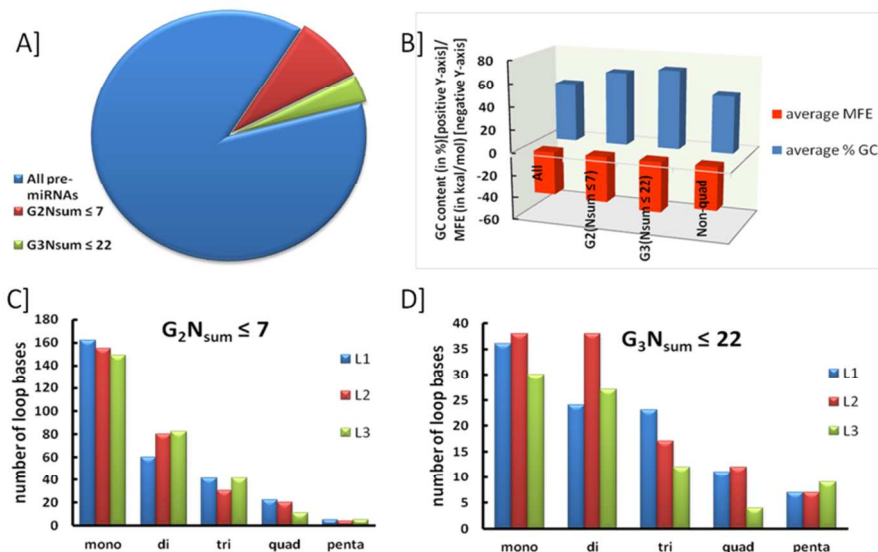 A]
All pre-
miRNAs
G2Nsum ≤ 7
G3Nsum ≤ 22
B]
GC content (in %)[positive Y-axis]/
MFE (in kcal/mol) [negative Y-axis]
80
60
40
20
0
-20
-40
-60
All
G2(Nsum ≤ 7)
G3(Nsum ≤ 22)
Non-quad
average MFE
average % GC
C]
G2Nsum ≤ 7
number of loop bases
180
160
140
120
100
80
60
40
20
0
mono di tri quad penta
L1
L2
L3
D]
G3Nsum ≤ 22
number of loop bases
40
35
30
25
20
15
10
5
0
mono di tri quad penta
L1
L2
L3